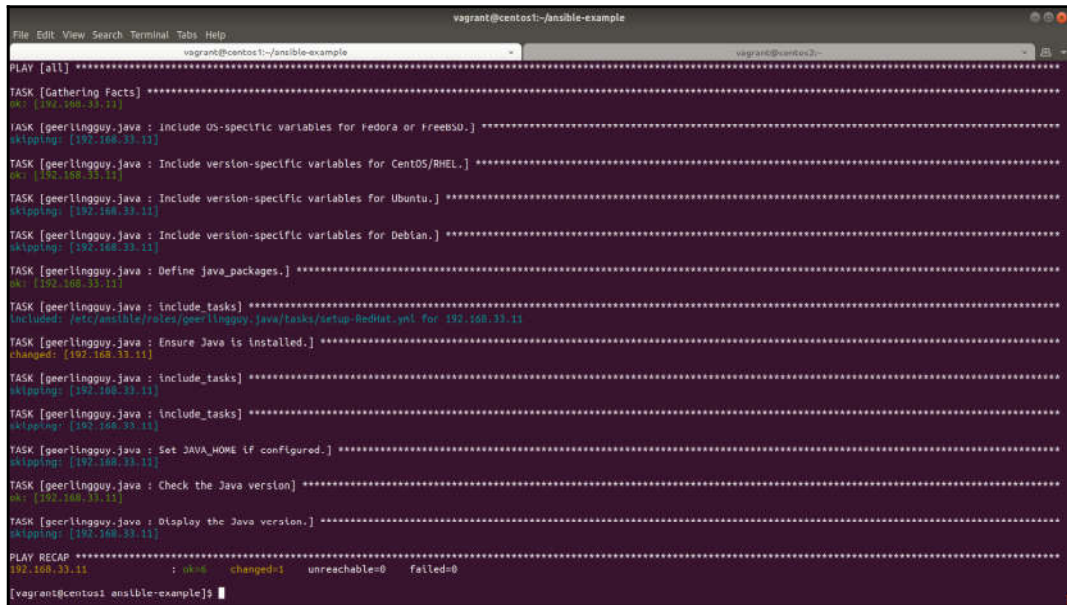 vagrant@centos1:~/ansible-example
File Edit View Search Terminal Tabs Help
vagrant@centos1:~/ansible-example vagrant@centos2:~
PLAY [all] ****************************************************************
TASK [Gathering Facts] ****************************************************************
ok: [192.168.33.11]
TASK [geerlingguy.java : Include OS-specific variables for Fedora or FreeBSD.] ****************************************************************
skipping: [192.168.33.11]
TASK [geerlingguy.java : Include version-specific variables for CentOS/RHEL.] ****************************************************************
ok: [192.168.33.11]
TASK [geerlingguy.java : Include version-specific variables for Ubuntu.] ****************************************************************
skipping: [192.168.33.11]
TASK [geerlingguy.java : Include version-specific variables for Debian.] ****************************************************************
skipping: [192.168.33.11]
TASK [geerlingguy.java : Define java_packages.] ****************************************************************
ok: [192.168.33.11]
TASK [geerlingguy.java : include_tasks] ****************************************************************
included: /etc/ansible/roles/geerlingguy.java/tasks/setup-RedHat.yml for 192.168.33.11
TASK [geerlingguy.java : Ensure Java is installed.] ****************************************************************
changed: [192.168.33.11]
TASK [geerlingguy.java : include_tasks] ****************************************************************
skipping: [192.168.33.11]
TASK [geerlingguy.java : include_tasks] ****************************************************************
skipping: [192.168.33.11]
TASK [geerlingguy.java : Set JAVA_HOME if configured.] ****************************************************************
skipping: [192.168.33.11]
TASK [geerlingguy.java : Check the Java version] ****************************************************************
ok: [192.168.33.11]
TASK [geerlingguy.java : Display the Java version.] ****************************************************************
skipping: [192.168.33.11]
PLAY RECAP ****************************************************************
192.168.33.11 : ok=6 changed=1 unreachable=0 failed=0
[vagrant@centos1 ansible-example]$